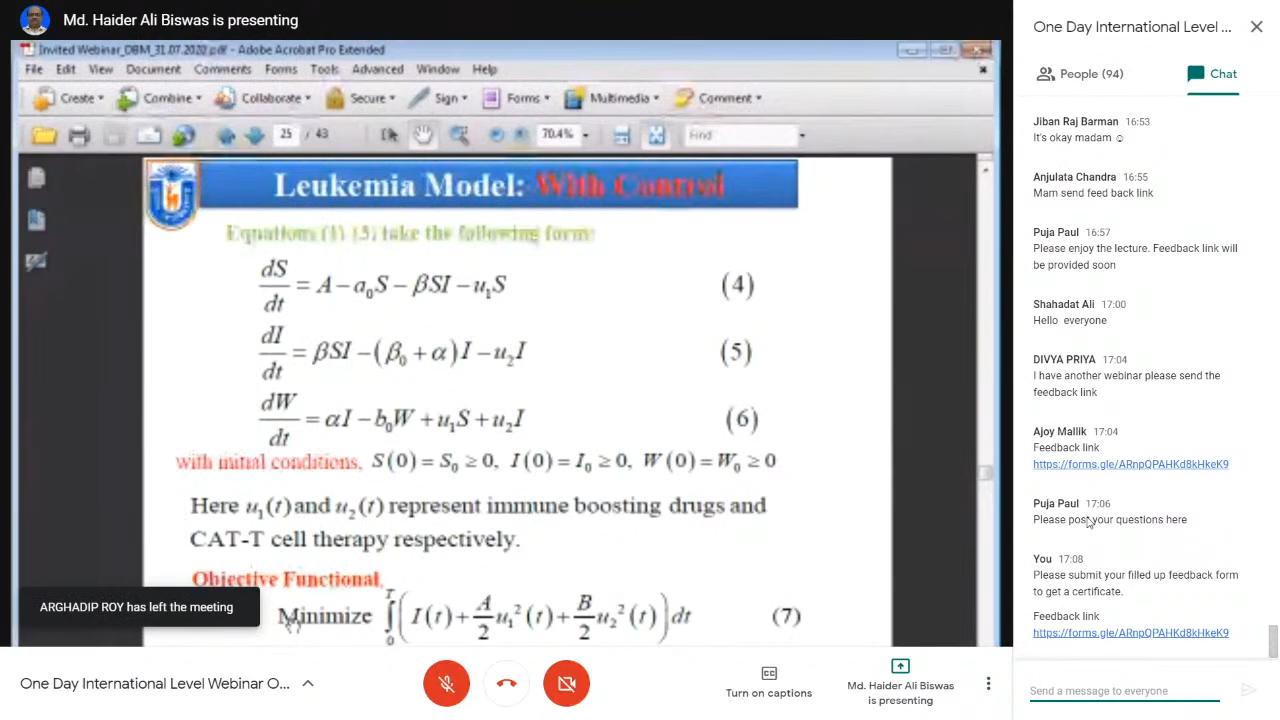 Md. Haider Ali Biswas is presenting
Invited Webinar_DBM_31.07.2020.pdf - Adobe Acrobat Pro Extended
File Edit View Document Comments Forms Tools Advanced Window Help
Create Combine Collaborate Secure Sign Forms Multimedia Comment
25 / 43 70.4% Find
Leukemia Model: With Control
Equations (1)-(3) take the following form:
dS/dt = A − a₀S − βSI − u₁S (4)
dI/dt = βSI − (β₀ + α)I − u₂I (5)
dW/dt = αI − b₀W + u₁S + u₂I (6)
with initial conditions, S(0) = S₀ ≥ 0, I(0) = I₀ ≥ 0, W(0) = W₀ ≥ 0
Here u₁(t) and u₂(t) represent immune boosting drugs and
CAT-T cell therapy respectively.
Objective Functional,
Minimize ∫₀ᵀ (I(t) + A/2 u₁²(t) + B/2 u₂²(t)) dt (7)
ARGHADIP ROY has left the meeting
One Day International Level Webinar O...
Turn on captions
Md. Haider Ali Biswas
is presenting
One Day International Level ...
People (94) Chat
Jiban Raj Barman 16:53
It's okay madam ☺
Anjulata Chandra 16:55
Mam send feed back link
Puja Paul 16:57
Please enjoy the lecture. Feedback link will
be provided soon
Shahadat Ali 17:00
Hello everyone
DIVYA PRIYA 17:04
I have another webinar please send the
feedback link
Ajoy Mallik 17:04
Feedback link
https://forms.gle/ARnpQPAHKd8kHkeK9
Puja Paul 17:06
Please post your questions here
You 17:08
Please submit your filled up feedback form
to get a certificate.
Feedback link
https://forms.gle/ARnpQPAHKd8kHkeK9
Send a message to everyone